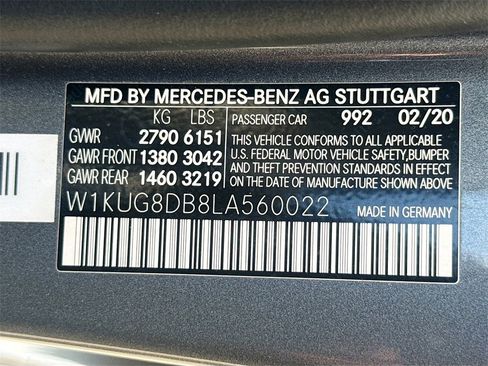 MFD BY MERCEDES-BENZ AG STUTTGART
KG LBS PASSENGER CAR 992 02/20
GVWR 2790 6151 THIS VEHICLE CONFORMS TO ALL APPLICABLE
GAWR FRONT 1380 3042 U.S. FEDERAL MOTOR VEHICLE SAFETY,BUMPER
GAWR REAR 1460 3219 AND THEFT PREVENTION STANDARDS IN EFFECT
ON THE DATE OF MANUFACTURE SHOWN ABOVE.
W1KUG8DB8LA560022 MADE IN GERMANY